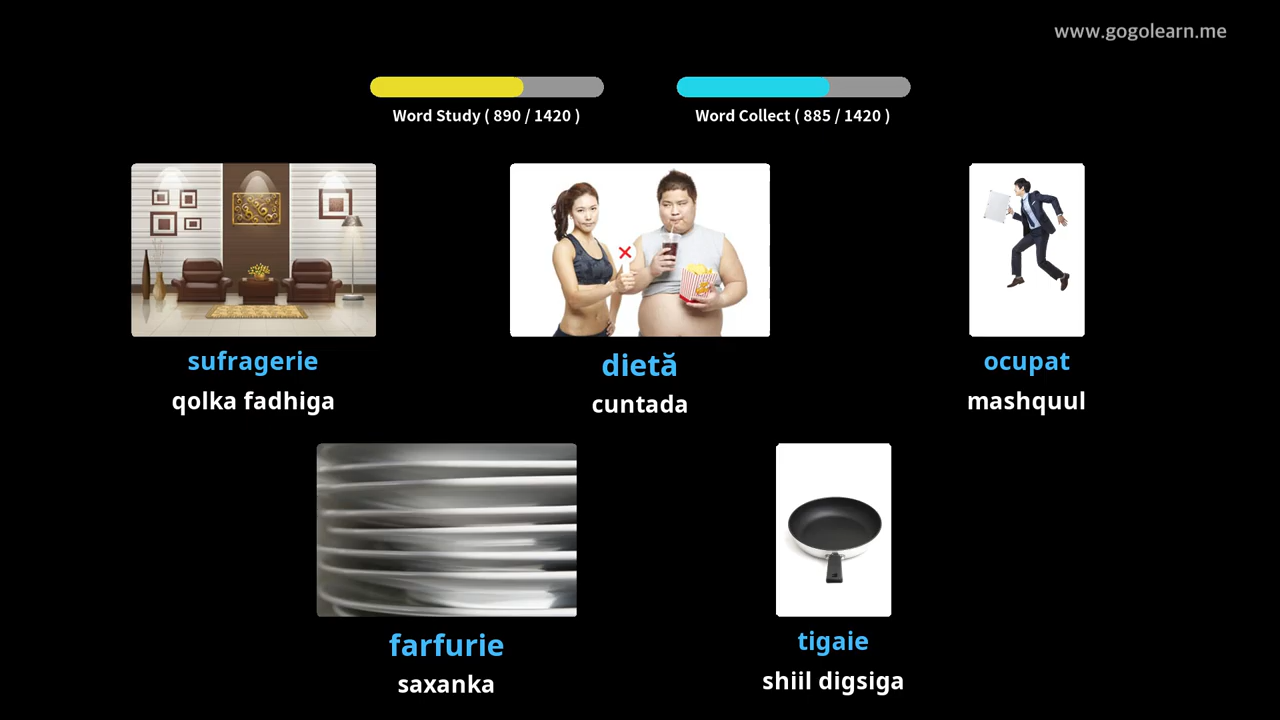 www.gogolearn.me
Word Study ( 890 / 1420 )
Word Collect ( 885 / 1420 )
sufragerie
qolka fadhiga
dietă
cuntada
ocupat
mashquul
farfurie
saxanka
tigaie
shiil digsiga